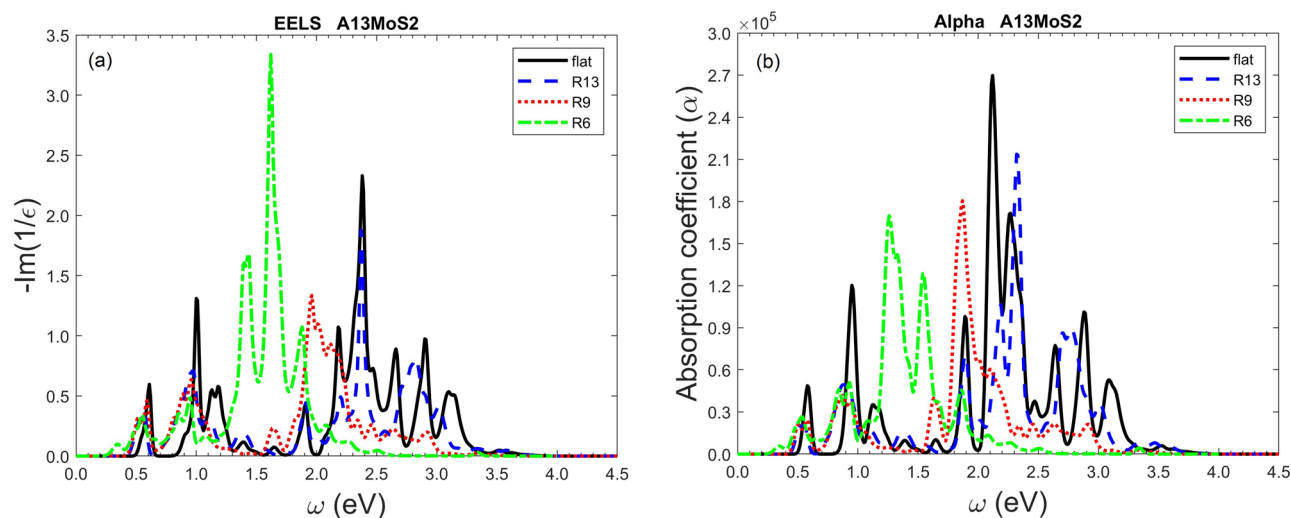 EELS A13MoS2
(a)
flat
R13
R9
R6
3.5
3.0
2.5
2.0
1.5
1.0
0.5
0.0
-Im(1/ϵ)
0.0 0.5 1.0 1.5 2.0 2.5 3.0 3.5 4.0 4.5
ω (eV)
Alpha A13MoS2
×10⁵
(b)
flat
R13
R9
R6
3.0
2.7
2.4
2.1
1.8
1.5
1.2
0.9
0.6
0.3
0.0
Absorption coefficient (α)
0.0 0.5 1.0 1.5 2.0 2.5 3.0 3.5 4.0 4.5
ω (eV)